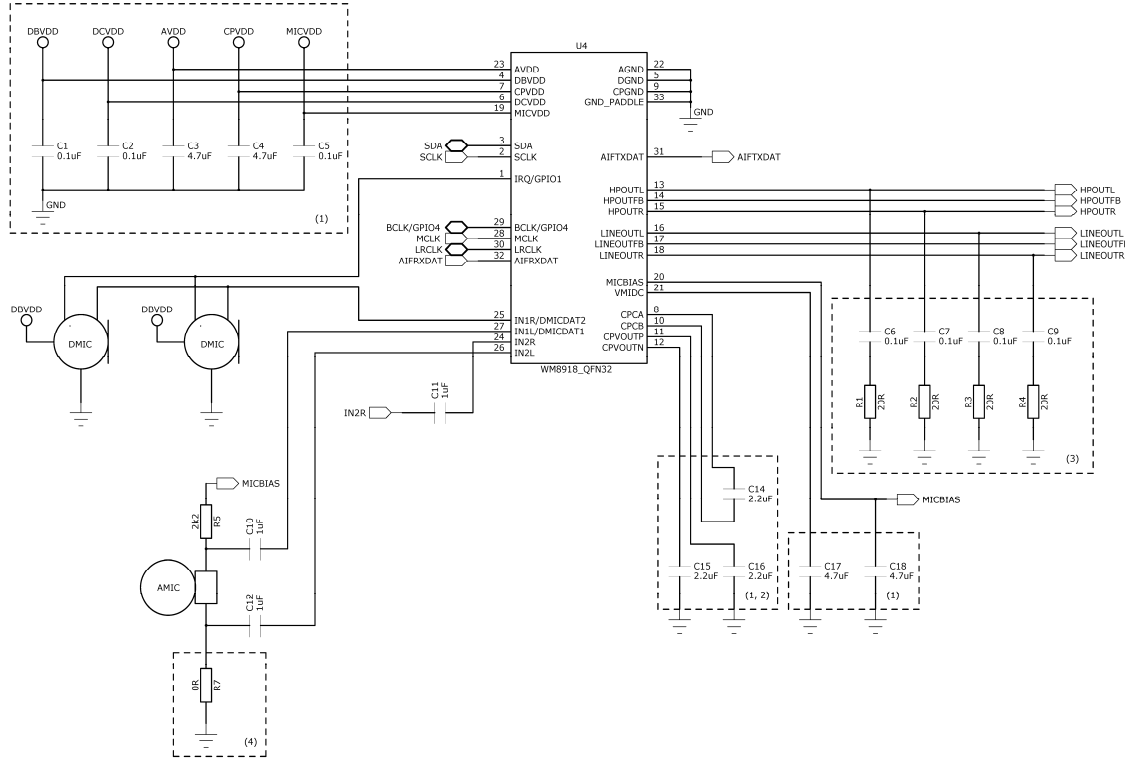 DBVDD
DCVDD
AVDD
CPVDD
MICVDD
C1
0.1uF
C2
0.1uF
C3
4.7uF
C4
4.7uF
C5
0.1uF
GND
(1)
U4
23
AVDD
4
DBVDD
7
CPVDD
6
DCVDD
19
MICVDD
SDA
3
SDA
SCLK
2
SCLK
1
IRQ/GPIO1
BCLK/GPIO4
29
BCLK/GPIO4
MCLK
28
MCLK
LRCLK
30
LRCLK
AIFRXDAT
32
AIFRXDAT
25
IN1R/DMICDAT2
27
IN1L/DMICDAT1
24
IN2R
26
IN2L
WM8918_QFN32
AGND
22
DGND
5
CPGND
9
GND_PADDLE
33
GND
AIFTXDAT
31
AIFTXDAT
HPOUTL
13
HPOUTL
HPOUTFB
14
HPOUTFB
HPOUTR
15
HPOUTR
LINEOUTL
16
LINEOUTL
LINEOUTFB
17
LINEOUTFB
LINEOUTR
18
LINEOUTR
MICBIAS
20
VMIDC
21
CPCA
8
CPCB
10
CPVOUTP
11
CPVOUTN
12
DBVDD
DMIC
DBVDD
DMIC
IN2R
C11
1uF
MICBIAS
2k2
R5
C10
1uF
AMIC
C12
1uF
0R
R7
(4)
C6
0.1uF
C7
0.1uF
C8
0.1uF
C9
0.1uF
R1
20R
R2
20R
R3
20R
R4
20R
(3)
C14
2.2uF
C15
2.2uF
C16
2.2uF
(1, 2)
MICBIAS
C17
4.7uF
C18
4.7uF
(1)